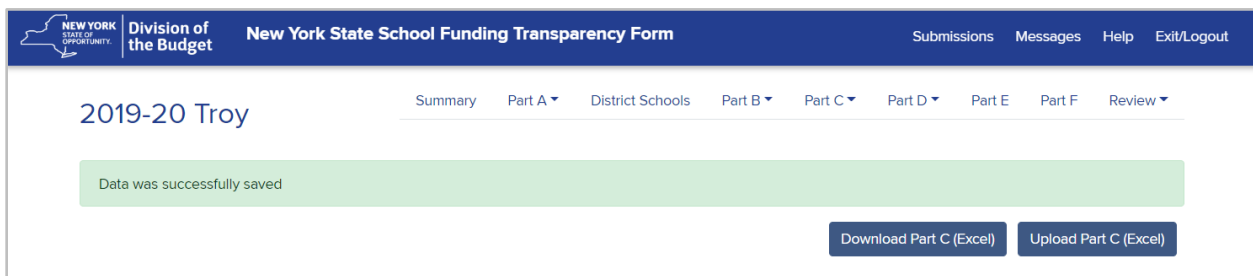 NEW YORK
STATE OF
OPPORTUNITY.
Division of
the Budget
New York State School Funding Transparency Form
Submissions Messages Help Exit/Logout
2019-20 Troy
Summary Part A District Schools Part B Part C Part D Part E Part F Review
Data was successfully saved
Download Part C (Excel) Upload Part C (Excel)